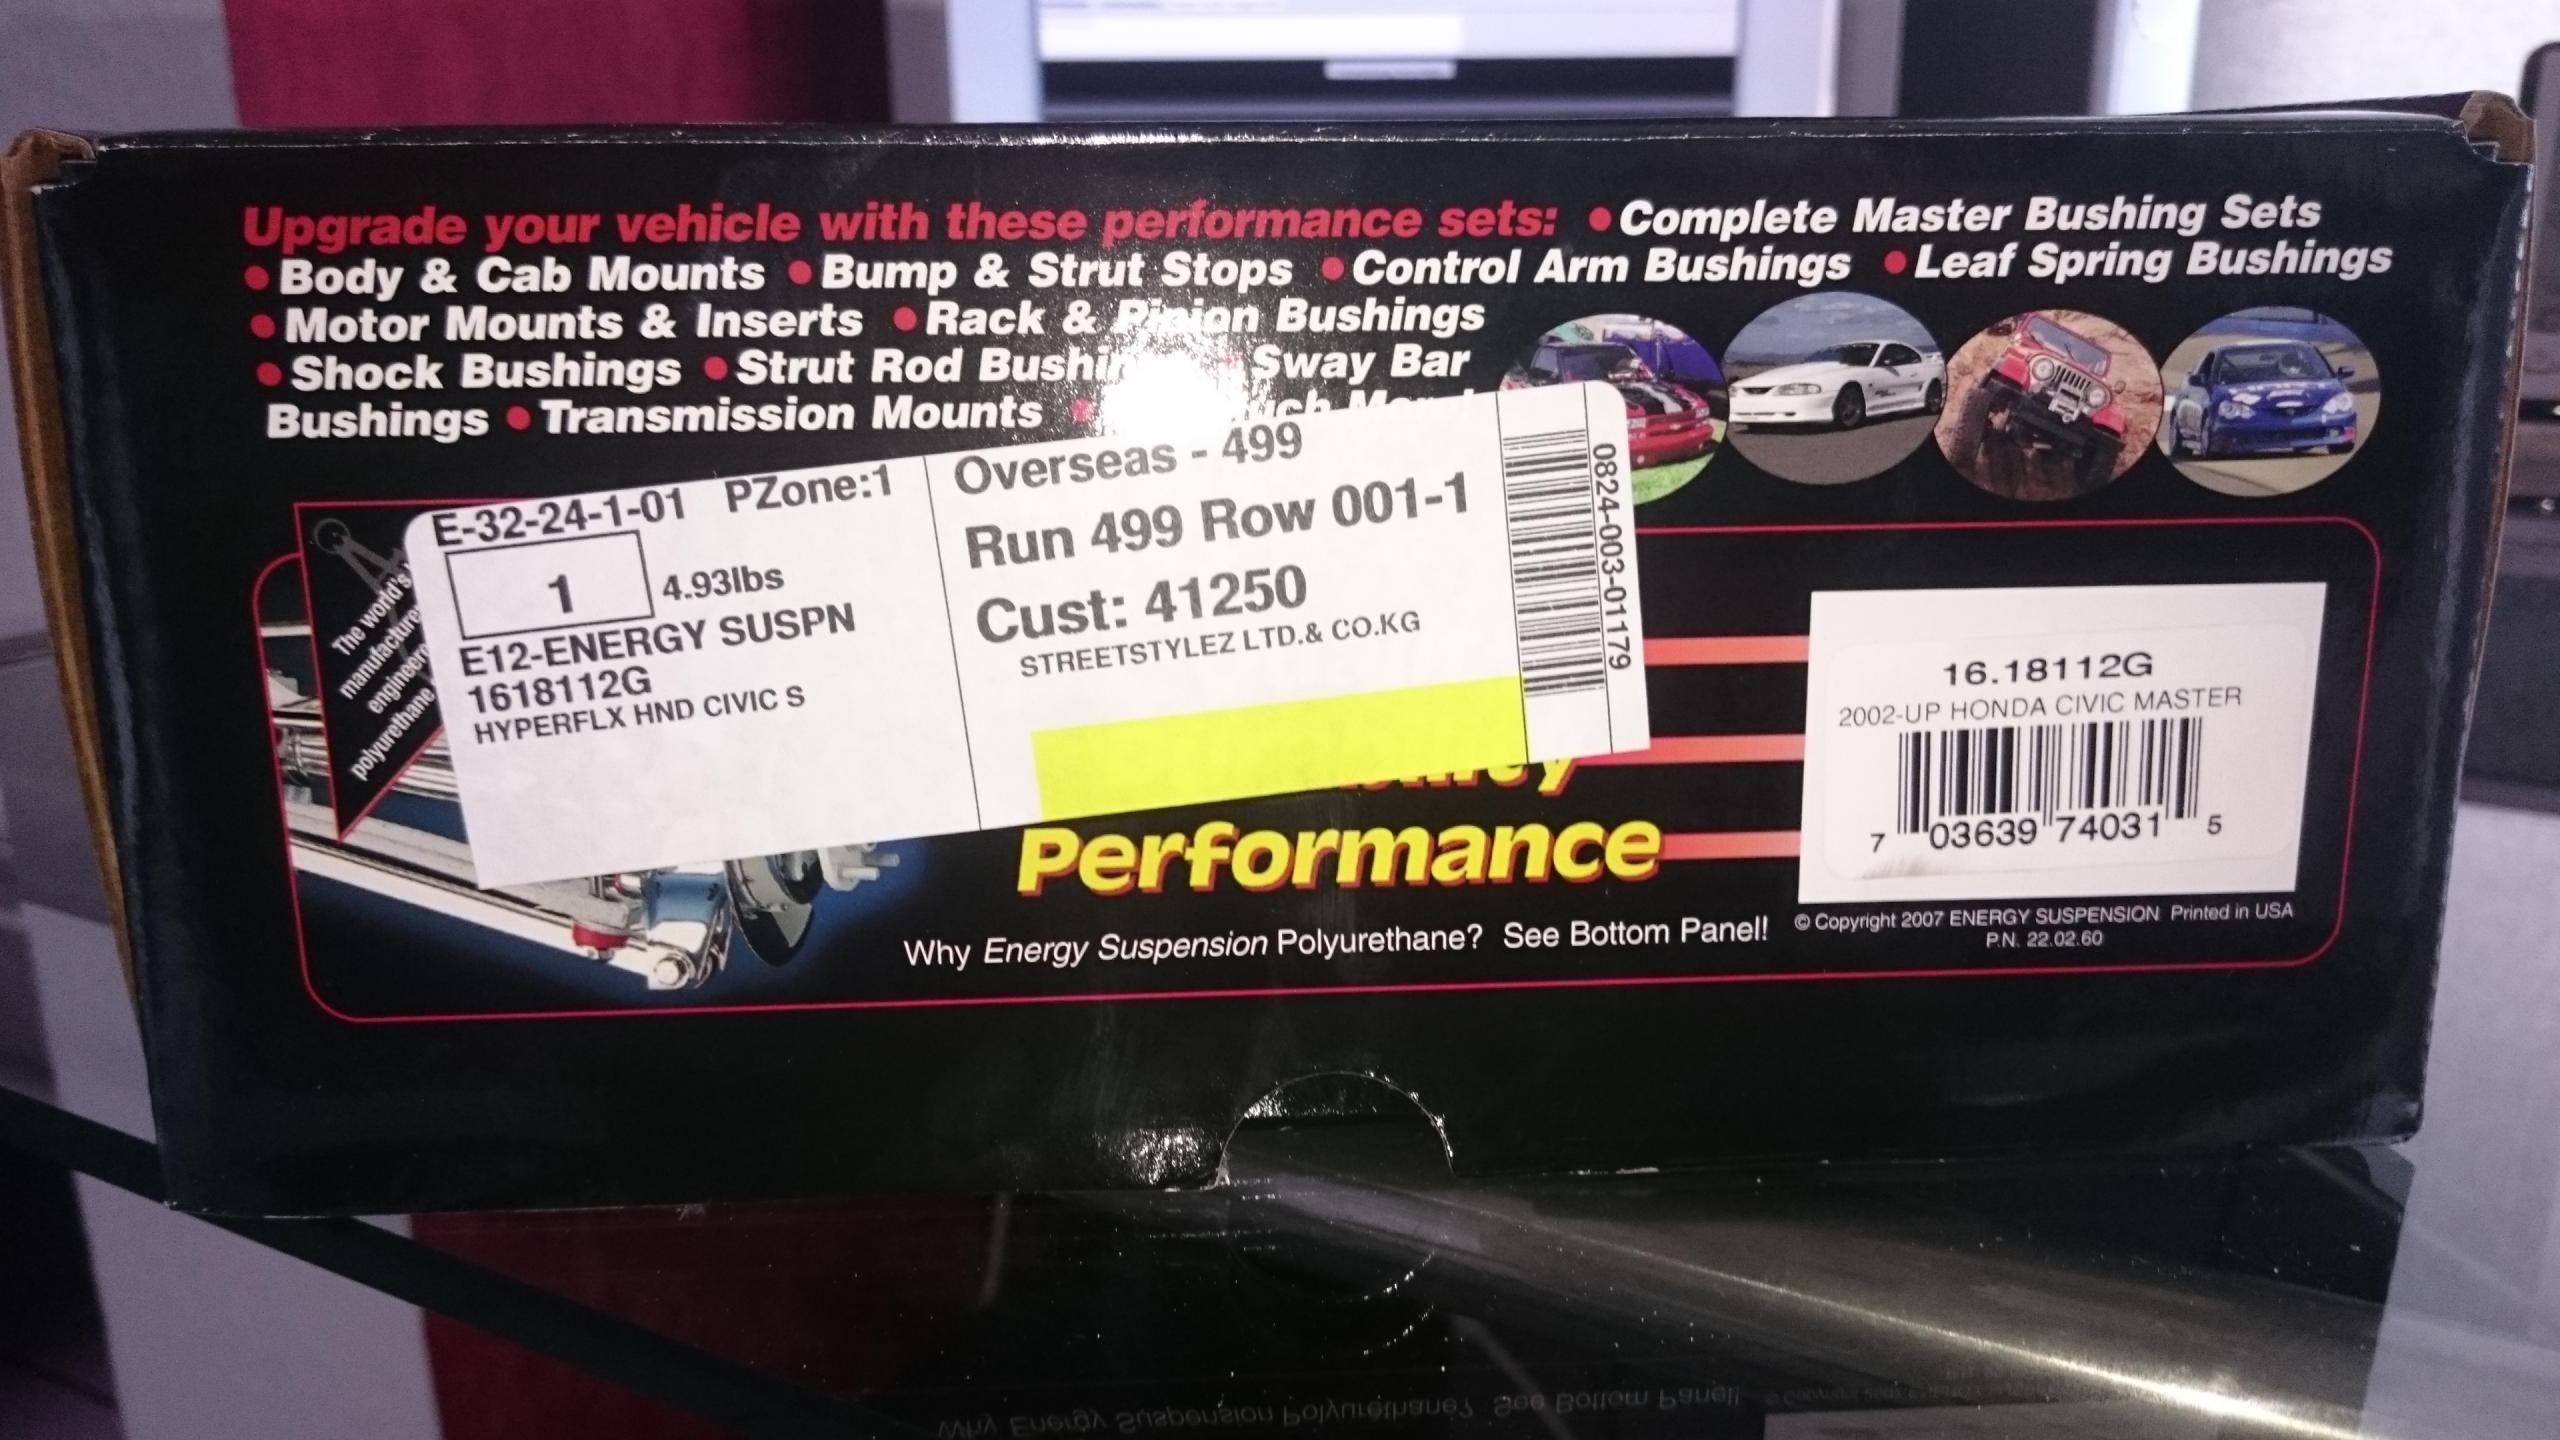 Upgrade your vehicle with these performance sets: • Complete Master Bushing Sets
• Body & Cab Mounts • Bump & Strut Stops • Control Arm Bushings • Leaf Spring Bushings
• Motor Mounts & Inserts • Rack & Pinion Bushings
• Shock Bushings • Strut Rod • Sway Bar
Bushings • Transmission Mounts •
The world's
polyurethane
E-32-24-1-01 PZone:1
1 4.93lbs
E12-ENERGY SUSPN
1618112G
HYPERFLX HND CIVIC S
Overseas - 499
Run 499 Row 001-1
Cust: 41250
STREETSTYLEZ LTD.& CO.KG
0824-003-01179
16.18112G
2002-UP HONDA CIVIC MASTER
7 03639 74031 5
Performance
Why Energy Suspension Polyurethane? See Bottom Panel!
© Copyright 2007 ENERGY SUSPENSION Printed in USA
P.N. 22.02.60